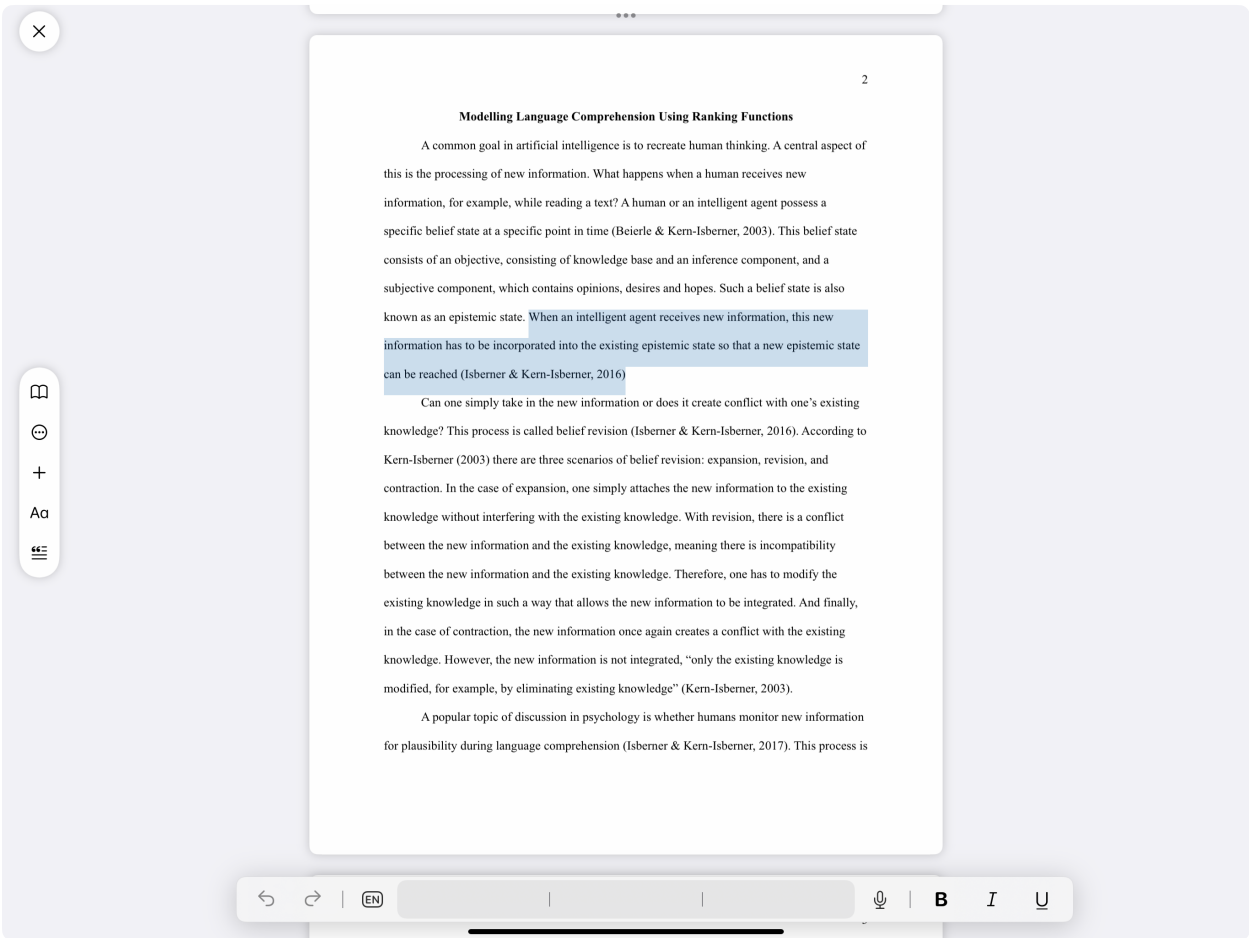 2
Modelling Language Comprehension Using Ranking Functions
A common goal in artificial intelligence is to recreate human thinking. A central aspect of
this is the processing of new information. What happens when a human receives new
information, for example, while reading a text? A human or an intelligent agent possess a
specific belief state at a specific point in time (Beierle & Kern-Isberner, 2003). This belief state
consists of an objective, consisting of knowledge base and an inference component, and a
subjective component, which contains opinions, desires and hopes. Such a belief state is also
known as an epistemic state. When an intelligent agent receives new information, this new
information has to be incorporated into the existing epistemic state so that a new epistemic state
can be reached (Isberner & Kern-Isberner, 2016)
Can one simply take in the new information or does it create conflict with one’s existing
knowledge? This process is called belief revision (Isberner & Kern-Isberner, 2016). According to
Kern-Isberner (2003) there are three scenarios of belief revision: expansion, revision, and
contraction. In the case of expansion, one simply attaches the new information to the existing
knowledge without interfering with the existing knowledge. With revision, there is a conflict
between the new information and the existing knowledge, meaning there is incompatibility
between the new information and the existing knowledge. Therefore, one has to modify the
existing knowledge in such a way that allows the new information to be integrated. And finally,
in the case of contraction, the new information once again creates a conflict with the existing
knowledge. However, the new information is not integrated, “only the existing knowledge is
modified, for example, by eliminating existing knowledge” (Kern-Isberner, 2003).
A popular topic of discussion in psychology is whether humans monitor new information
for plausibility during language comprehension (Isberner & Kern-Isberner, 2017). This process is
Aa
EN
B I U